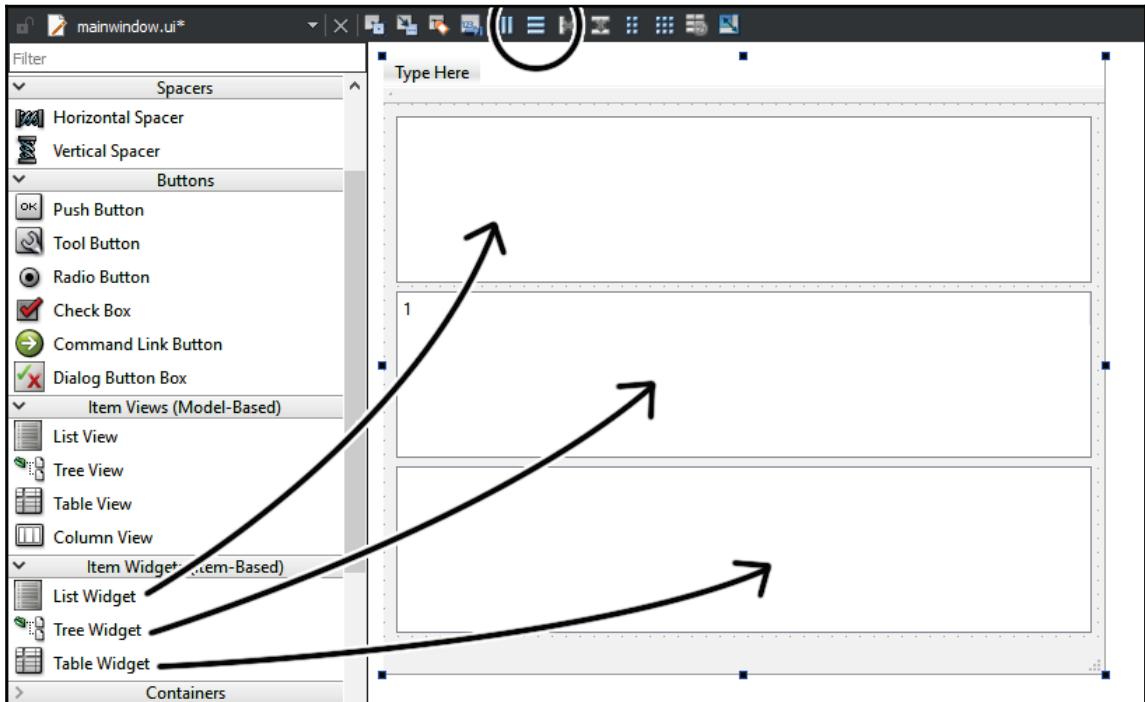 mainwindow.ui*
Filter
Spacers
Horizontal Spacer
Vertical Spacer
Buttons
OK Push Button
Tool Button
Radio Button
Check Box
Command Link Button
Dialog Button Box
Item Views (Model-Based)
List View
Tree View
Table View
Column View
Item Widgets (Item-Based)
List Widget
Tree Widget
Table Widget
Containers
Type Here
1